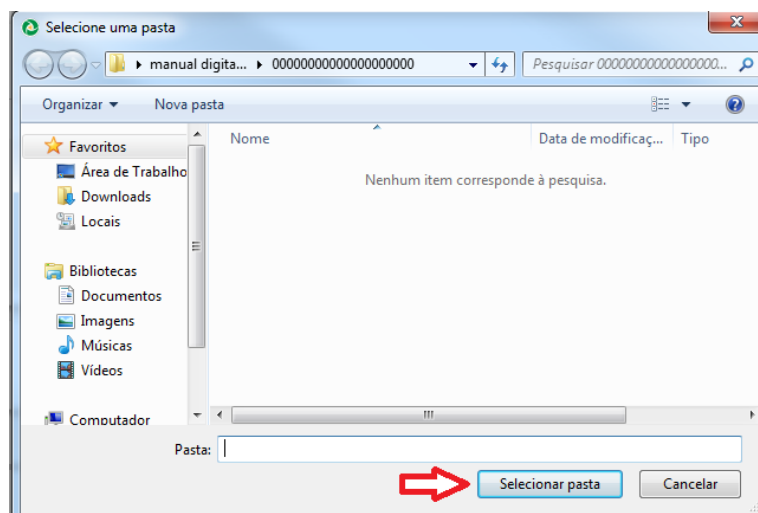 Selecione uma pasta
manual digita... 00000000000000000000 Pesquisar 00000000000000000...
Organizar Nova pasta
Favoritos
Área de Trabalho
Downloads
Locais
Bibliotecas
Documentos
Imagens
Músicas
Vídeos
Computador
Nome Data de modificaç... Tipo
Nenhum item corresponde à pesquisa.
Pasta:
Selecionar pasta Cancelar